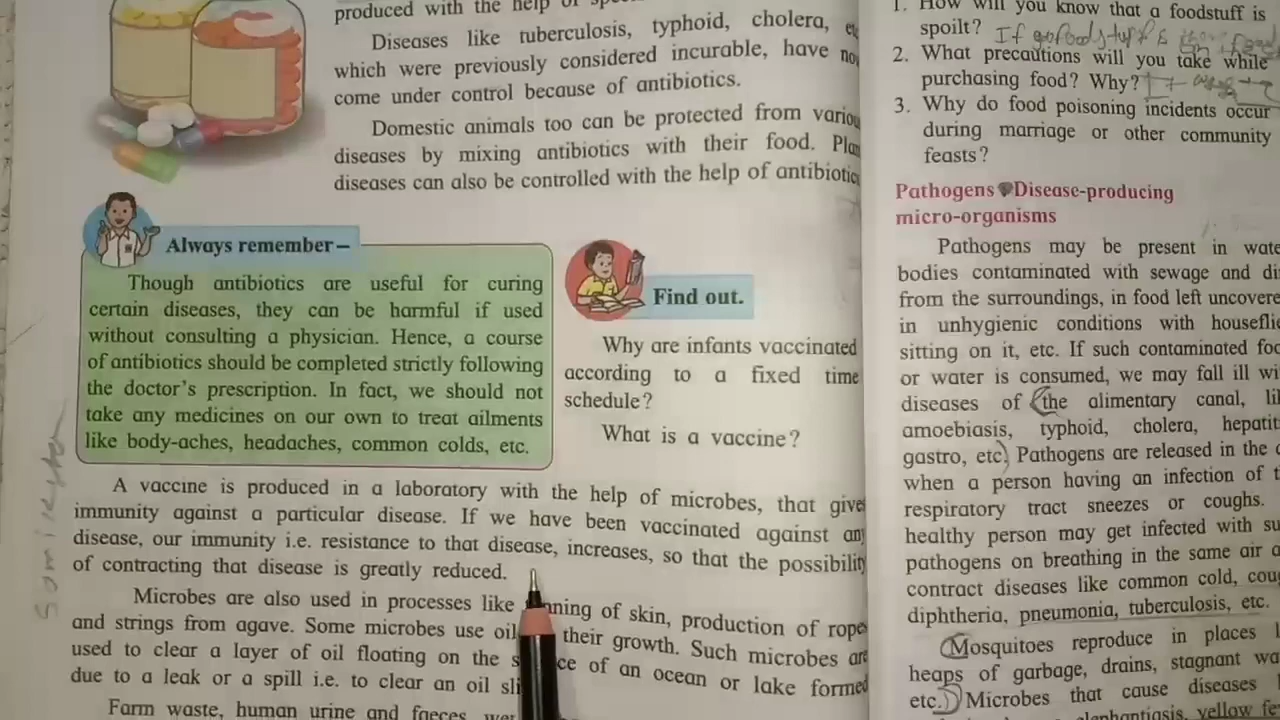 produced with the help of
Diseases like tuberculosis, typhoid, cholera,
which were previously considered incurable, have
come under control because of antibiotics.
Domestic animals too can be protected from
diseases by mixing antibiotics with their food.
diseases can also be controlled with the help of
Always remember –
Though antibiotics are useful for curing
certain diseases, they can be harmful if used
without consulting a physician. Hence, a course
of antibiotics should be completed strictly following
the doctor's prescription. In fact, we should not
take any medicines on our own to treat ailments
like body-aches, headaches, common colds, etc.
Find out.
Why are infants vaccinated
according to a fixed time
schedule?
What is a vaccine?
A vaccine is produced in a laboratory with the help of microbes, that
immunity against a particular disease. If we have been vaccinated against
disease, our immunity i.e. resistance to that disease, increases, so that the possibility
of contracting that disease is greatly reduced.
Microbes are also used in processes like of skin, production of
and strings from agave. Some microbes use their growth. Such microbes
used to clear a layer of oil floating on the of an ocean or lake formed
due to a leak or a spill i.e. to clear an oil
Farm waste, human urine and faeces
1. How will you know that a foodstuff is
spoilt? If
2. What precautions will you take while
purchasing food? Why?
3. Why do food poisoning incidents occur
during marriage or other community
feasts?
Pathogens Disease-producing
micro-organisms
Pathogens may be present in
bodies contaminated with sewage and
from the surroundings, in food left
in unhygienic conditions with
sitting on it, etc. If such contaminated
or water is consumed, we may fall ill
diseases of (the alimentary canal,
amoebiasis, typhoid, cholera,
gastro, etc.) Pathogens are released in the
when a person having an infection of
respiratory tract sneezes or coughs.
healthy person may get infected with
pathogens on breathing in the same air
contract diseases like common cold,
diphtheria, pneumonia, tuberculosis, etc.
(Mosquitoes reproduce in places
heaps of garbage, drains, stagnant
etc.) Microbes that cause diseases
yellow